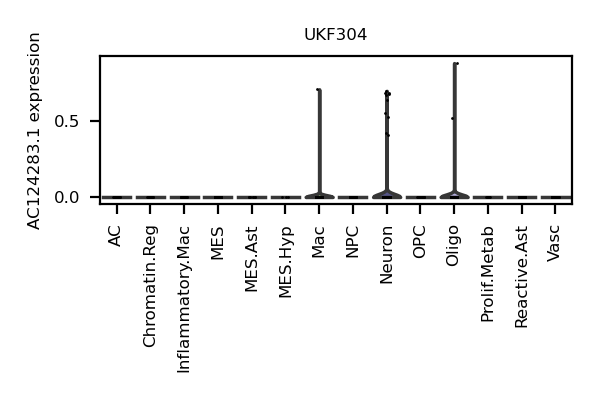 UKF304
AC124283.1 expression
0.5
0.0
AC
Chromatin.Reg
Inflammatory.Mac
MES
MES.Ast
MES.Hyp
Mac
NPC
Neuron
OPC
Oligo
Prolif.Metab
Reactive.Ast
Vasc